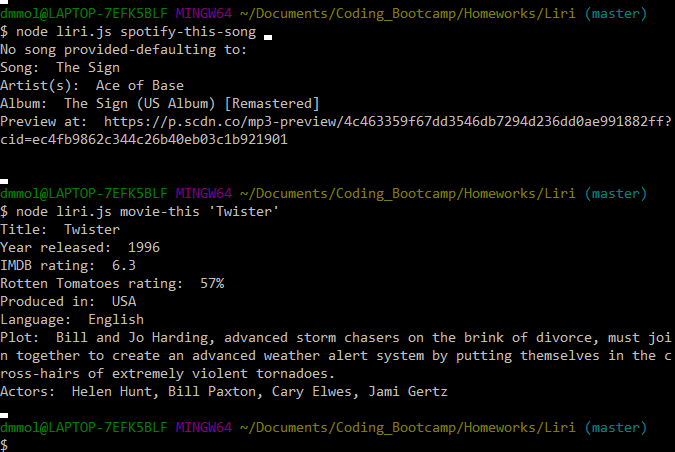 dmmol@LAPTOP-7EFK5BLF MINGW64 ~/Documents/Coding_Bootcamp/Homeworks/Liri (master)
$ node liri.js spotify-this-song
No song provided-defaulting to:
Song:  The Sign
Artist(s):  Ace of Base
Album:  The Sign (US Album) [Remastered]
Preview at:  https://p.scdn.co/mp3-preview/4c463359f67dd3546db7294d236dd0ae991882ff?
cid=ec4fb9862c344c26b40eb03c1b921901
dmmol@LAPTOP-7EFK5BLF MINGW64 ~/Documents/Coding_Bootcamp/Homeworks/Liri (master)
$ node liri.js movie-this 'Twister'
Title:  Twister
Year released:  1996
IMDB rating:  6.3
Rotten Tomatoes rating:  57%
Produced in:  USA
Language:  English
Plot:  Bill and Jo Harding, advanced storm chasers on the brink of divorce, must joi
n together to create an advanced weather alert system by putting themselves in the c
ross-hairs of extremely violent tornadoes.
Actors:  Helen Hunt, Bill Paxton, Cary Elwes, Jami Gertz
dmmol@LAPTOP-7EFK5BLF MINGW64 ~/Documents/Coding_Bootcamp/Homeworks/Liri (master)
$